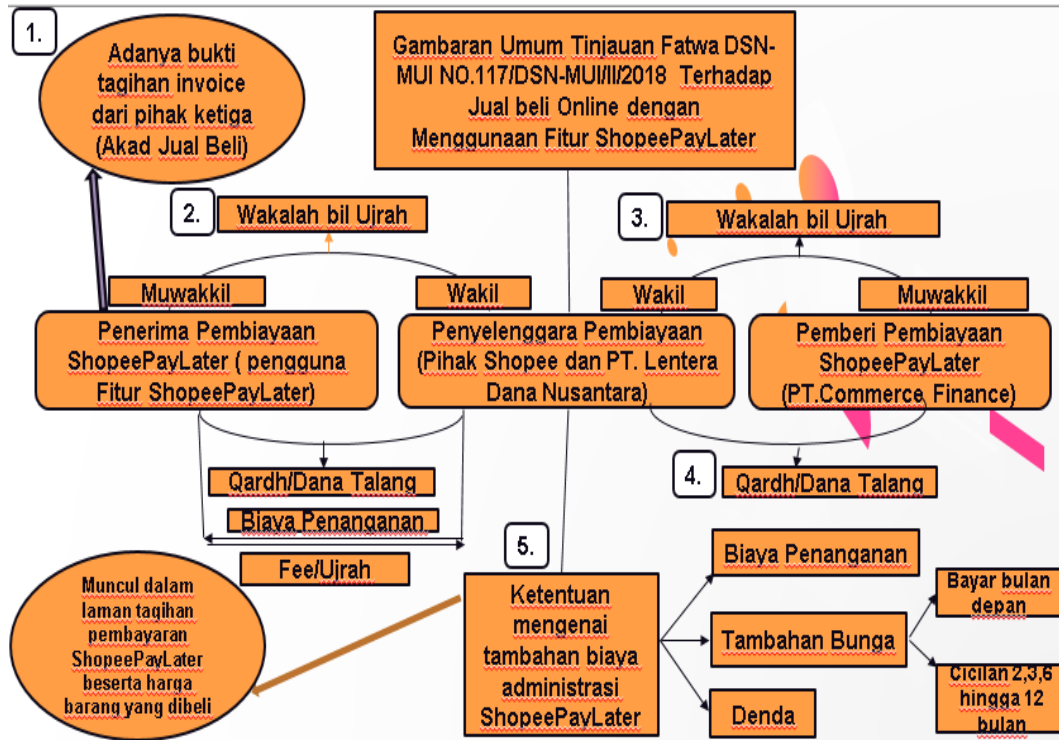 1.
Adanya bukti
tagihan invoice
dari pihak ketiga
(Akad Jual Beli)
Gambaran Umum Tinjauan Fatwa DSN-
MUI NO.117/DSN-MUI/II/2018 Terhadap
Jual beli Online dengan
Menggunaan Fitur ShopeePayLater
2.
Wakalah bil Ujrah
3.
Wakalah bil Ujrah
Muwakkil
Wakil
Wakil
Muwakkil
Penerima Pembiayaan
ShopeePayLater ( pengguna
Fitur ShopeePayLater)
Penyelenggara Pembiayaan
(Pihak Shopee dan PT. Lentera
Dana Nusantara)
Pemberi Pembiayaan
ShopeePayLater
(PT.Commerce Finance)
Qardh/Dana Talang
Biaya Penanganan
Fee/Ujrah
4.
Qardh/Dana Talang
5.
Ketentuan
mengenai
tambahan biaya
administrasi
ShopeePayLater
Muncul dalam
laman tagihan
pembayaran
ShopeePayLater
beserta harga
barang yang dibeli
Biaya Penanganan
Tambahan Bunga
Denda
Bayar bulan
depan
Cicilan 2,3,6
hingga 12
bulan